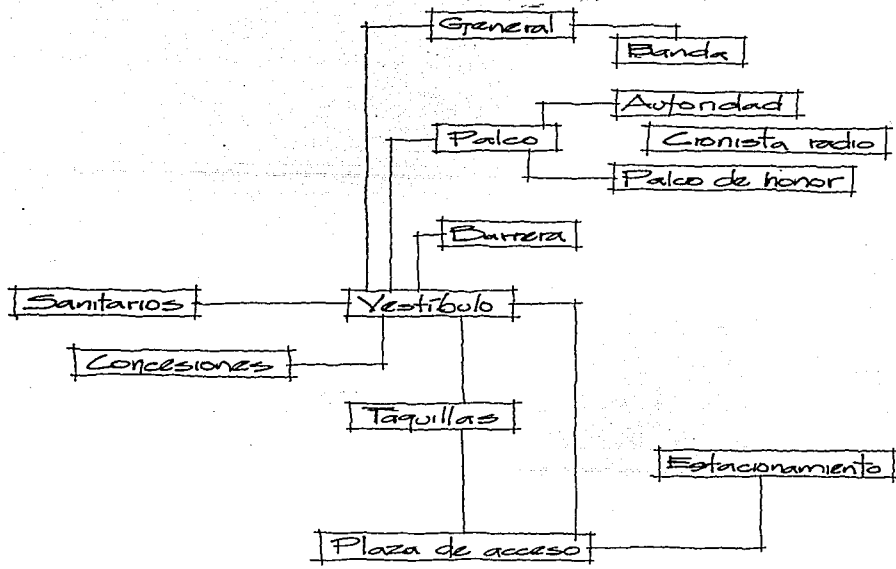 General
Banda
Autoridad
Palco
Cronista radio
Palco de honor
Barrera
Sanitarios
Vestíbulo
Concesiones
Taquillas
Estacionamiento
Plaza de acceso